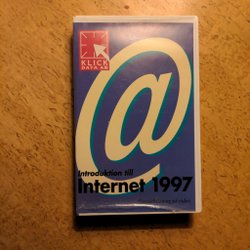 KLICK
DATA AB
@
Introduktion till
Internet 1997